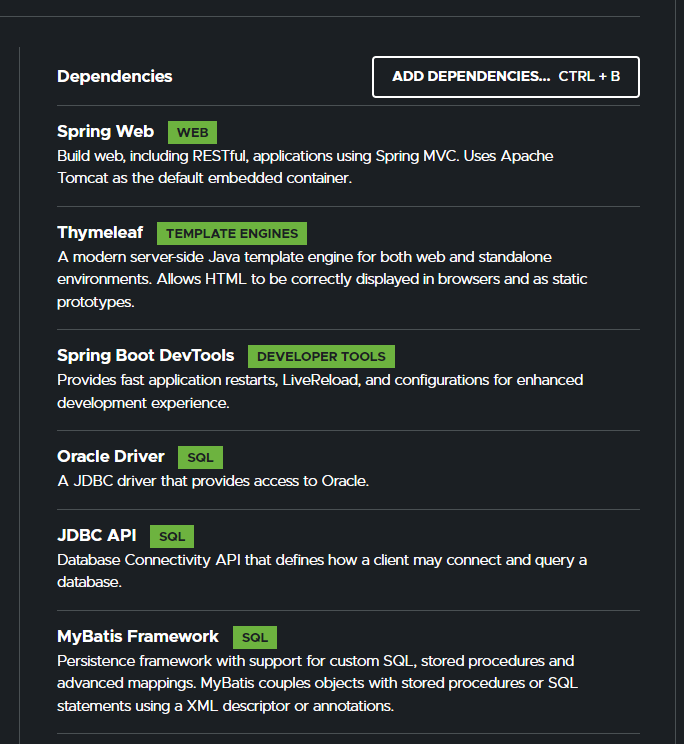 Dependencies
ADD DEPENDENCIES... CTRL + B
Spring Web WEB
Build web, including RESTful, applications using Spring MVC. Uses Apache
Tomcat as the default embedded container.
Thymeleaf TEMPLATE ENGINES
A modern server-side Java template engine for both web and standalone
environments. Allows HTML to be correctly displayed in browsers and as static
prototypes.
Spring Boot DevTools DEVELOPER TOOLS
Provides fast application restarts, LiveReload, and configurations for enhanced
development experience.
Oracle Driver SQL
A JDBC driver that provides access to Oracle.
JDBC API SQL
Database Connectivity API that defines how a client may connect and query a
database.
MyBatis Framework SQL
Persistence framework with support for custom SQL, stored procedures and
advanced mappings. MyBatis couples objects with stored procedures or SQL
statements using a XML descriptor or annotations.